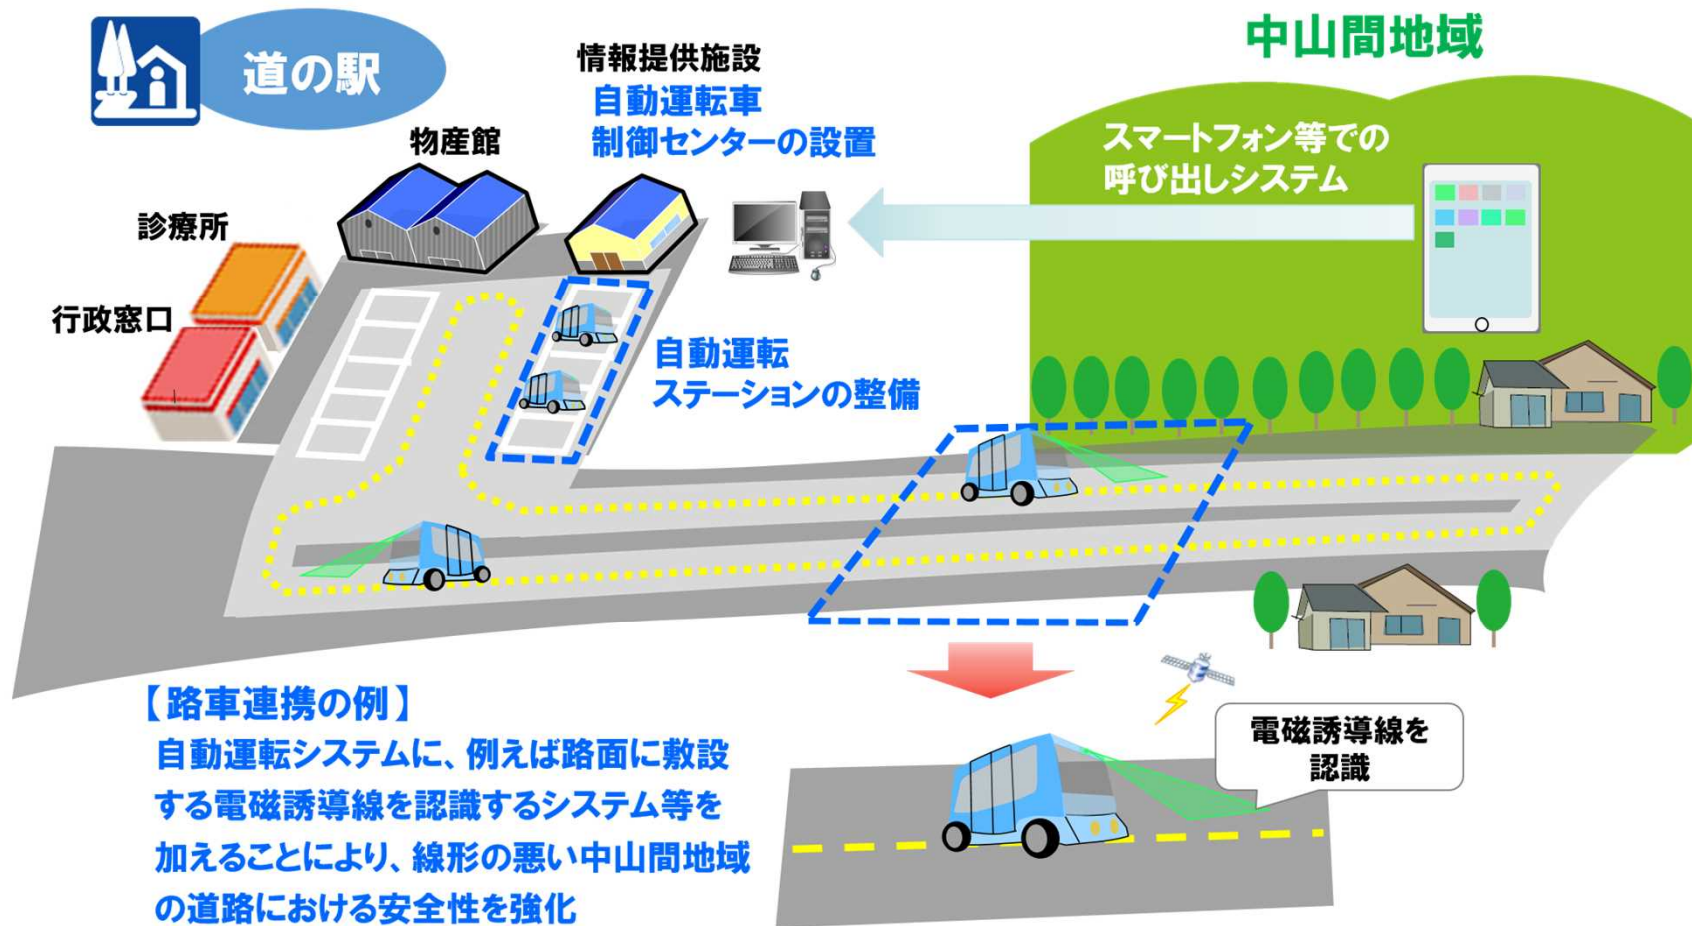 道の駅
情報提供施設
自動運転車
制御センターの設置
中山間地域
スマートフォン等での
呼び出しシステム
物産館
診療所
行政窓口
自動運転
ステーションの整備
【路車連携の例】
自動運転システムに、例えば路面に敷設
する電磁誘導線を認識するシステム等を
加えることにより、線形の悪い中山間地域
の道路における安全性を強化
電磁誘導線を
認識